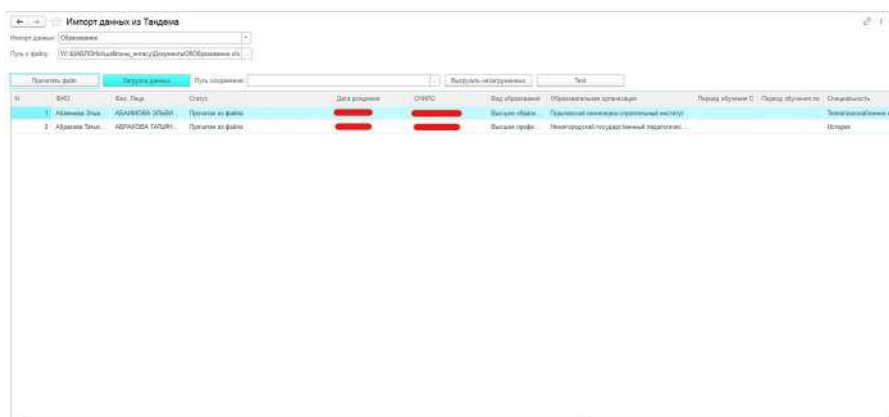 Импорт данных из Тандема
Импорт данных: Образование
Путь к файлу:
Прочитать файл Загрузка данных Путь сохранения: Выгрузить незагруженные Test
N ФИО Физ. Лицо Статус Дата рождения СНИЛС Вид образования Образовательная организация Период обучения С Период обучения по Специальность
1 Прочитан из файла Высшее образо... Горьковский инженерно-строительный институт
2 Прочитан из файла Высшее профе... Нижегородский государственный педагогичес... История